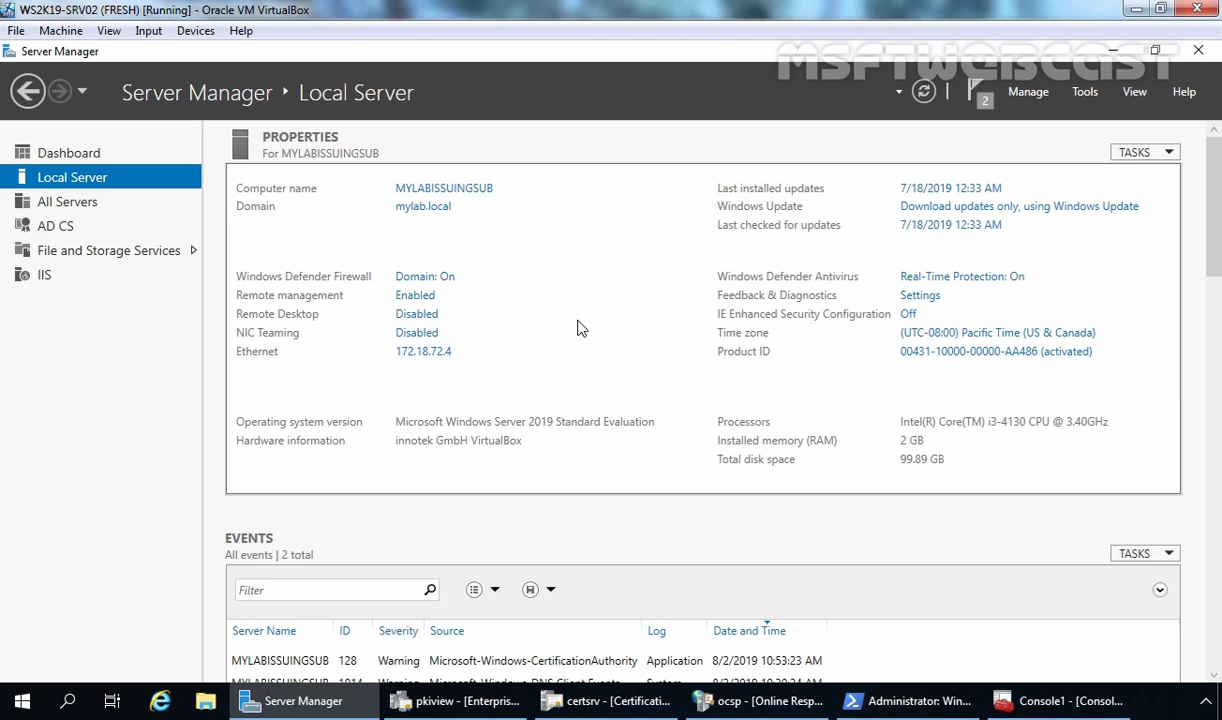 WS2K19-SRV02 (FRESH) [Running] - Oracle VM VirtualBox
File Machine View Input Devices Help
Server Manager
MSFTWEBCAST
Server Manager ‣ Local Server
2 Manage Tools View Help
Dashboard
Local Server
All Servers
AD CS
File and Storage Services
IIS
PROPERTIES
For MYLABISSUINGSUB
TASKS
Computer name MYLABISSUINGSUB
Domain mylab.local
Last installed updates 7/18/2019 12:33 AM
Windows Update Download updates only, using Windows Update
Last checked for updates 7/18/2019 12:33 AM
Windows Defender Firewall Domain: On
Remote management Enabled
Remote Desktop Disabled
NIC Teaming Disabled
Ethernet 172.18.72.4
Windows Defender Antivirus Real-Time Protection: On
Feedback & Diagnostics Settings
IE Enhanced Security Configuration Off
Time zone (UTC-08:00) Pacific Time (US & Canada)
Product ID 00431-10000-00000-AA486 (activated)
Operating system version Microsoft Windows Server 2019 Standard Evaluation
Hardware information innotek GmbH VirtualBox
Processors Intel(R) Core(TM) i3-4130 CPU @ 3.40GHz
Installed memory (RAM) 2 GB
Total disk space 99.89 GB
EVENTS
All events | 2 total
TASKS
Filter
Server Name ID Severity Source Log Date and Time
MYLABISSUINGSUB 128 Warning Microsoft-Windows-CertificationAuthority Application 8/2/2019 10:53:23 AM
Server Manager pkiview - [Enterpris... certsrv - [Certificati... ocsp - [Online Resp... Administrator: Win... Console1 - [Consol...